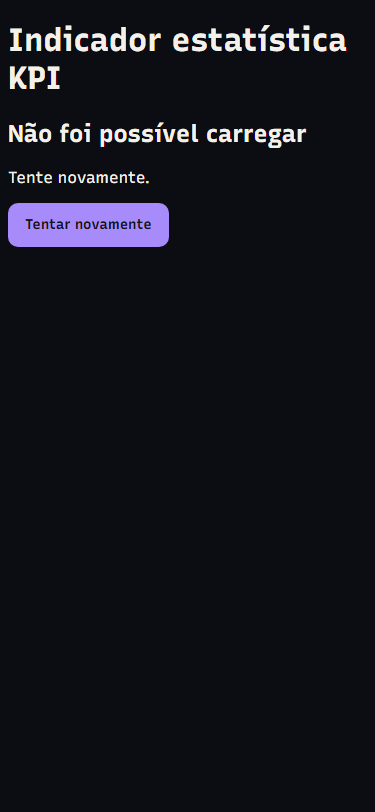 Indicador estatística
KPI
Não foi possível carregar
Tente novamente.
Tentar novamente